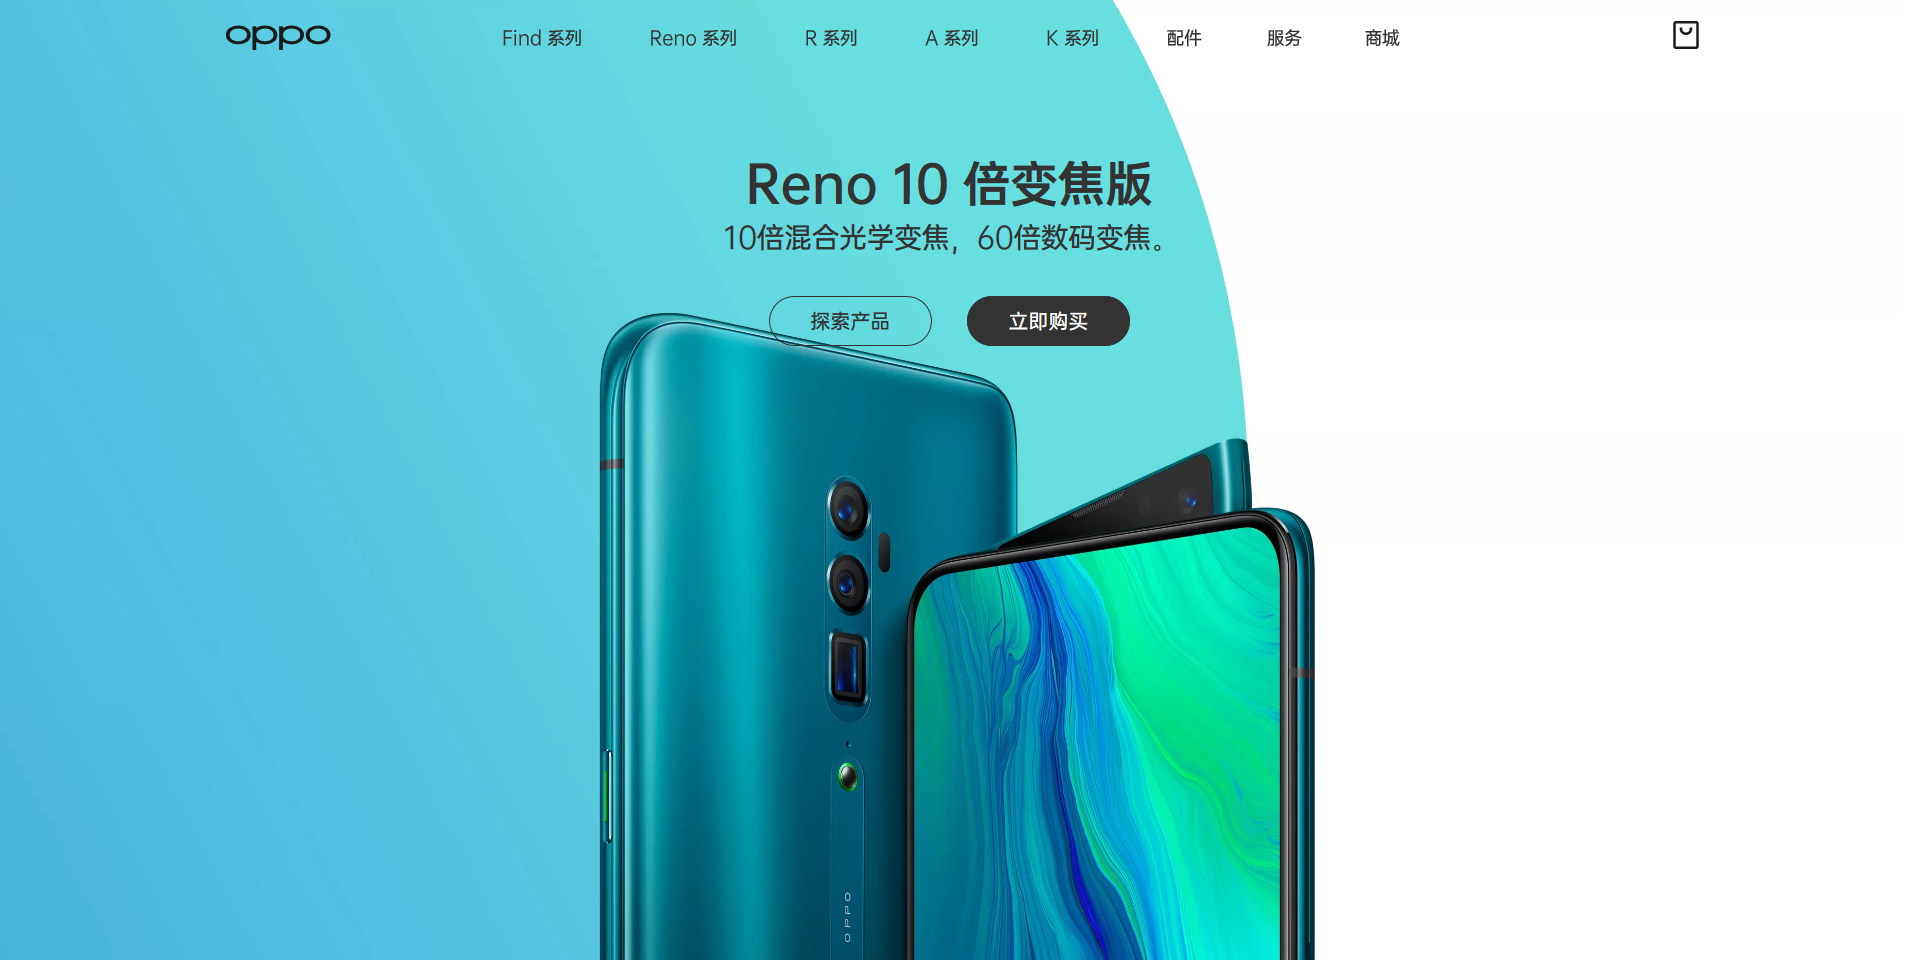 oppo
Find 系列
Reno 系列
R 系列
A 系列
K 系列
配件
服务
商城
Reno 10 倍变焦版
10倍混合光学变焦，60倍数码变焦。
探索产品
立即购买
OPPO